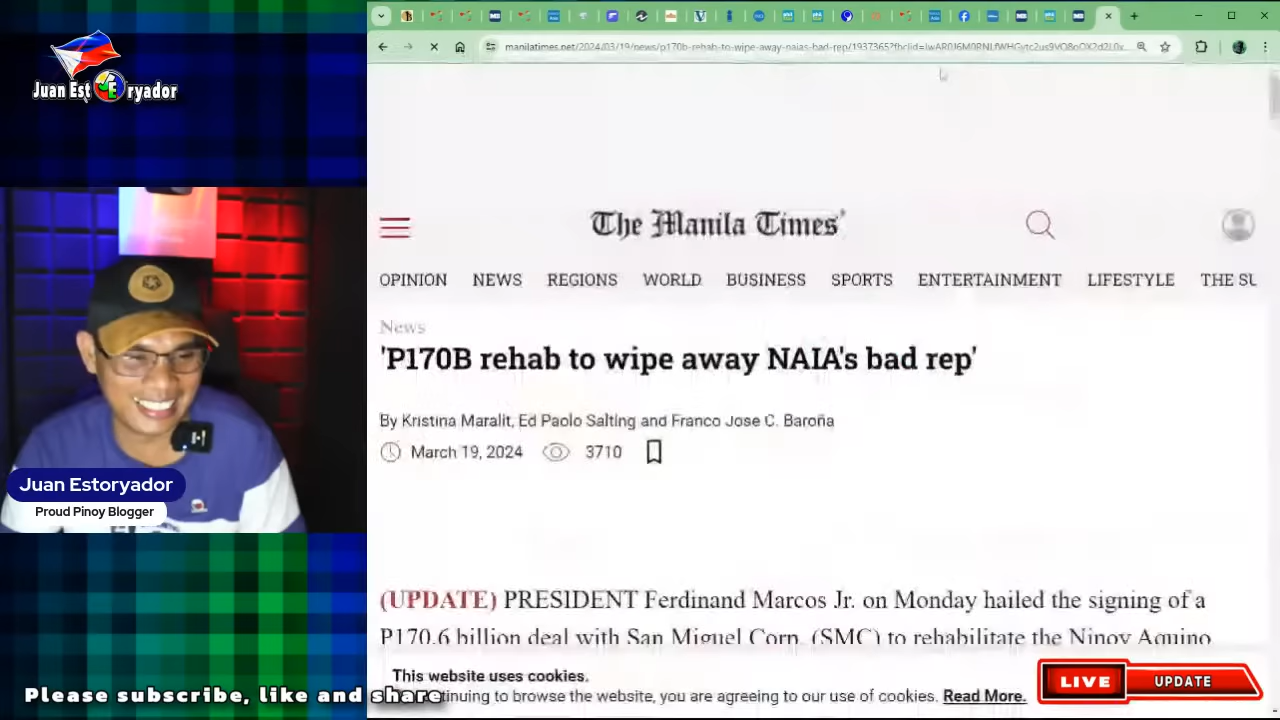 Juan Est ryador
Juan Estoryador
Proud Pinoy Blogger
Please subscribe, like and share
The Manila Times
OPINION NEWS REGIONS WORLD BUSINESS SPORTS ENTERTAINMENT LIFESTYLE THE SU
News
'P170B rehab to wipe away NAIA's bad rep'
By Kristina Maralit, Ed Paolo Salting and Franco Jose C. Baroña
March 19, 2024 3710
(UPDATE) PRESIDENT Ferdinand Marcos Jr. on Monday hailed the signing of a
P170.6 billion deal with San Miguel Corp. (SMC) to rehabilitate the Ninoy Aquino
This website uses cookies.
tinuing to browse the website, you are agreeing to our use of cookies. Read More.
LIVE UPDATE